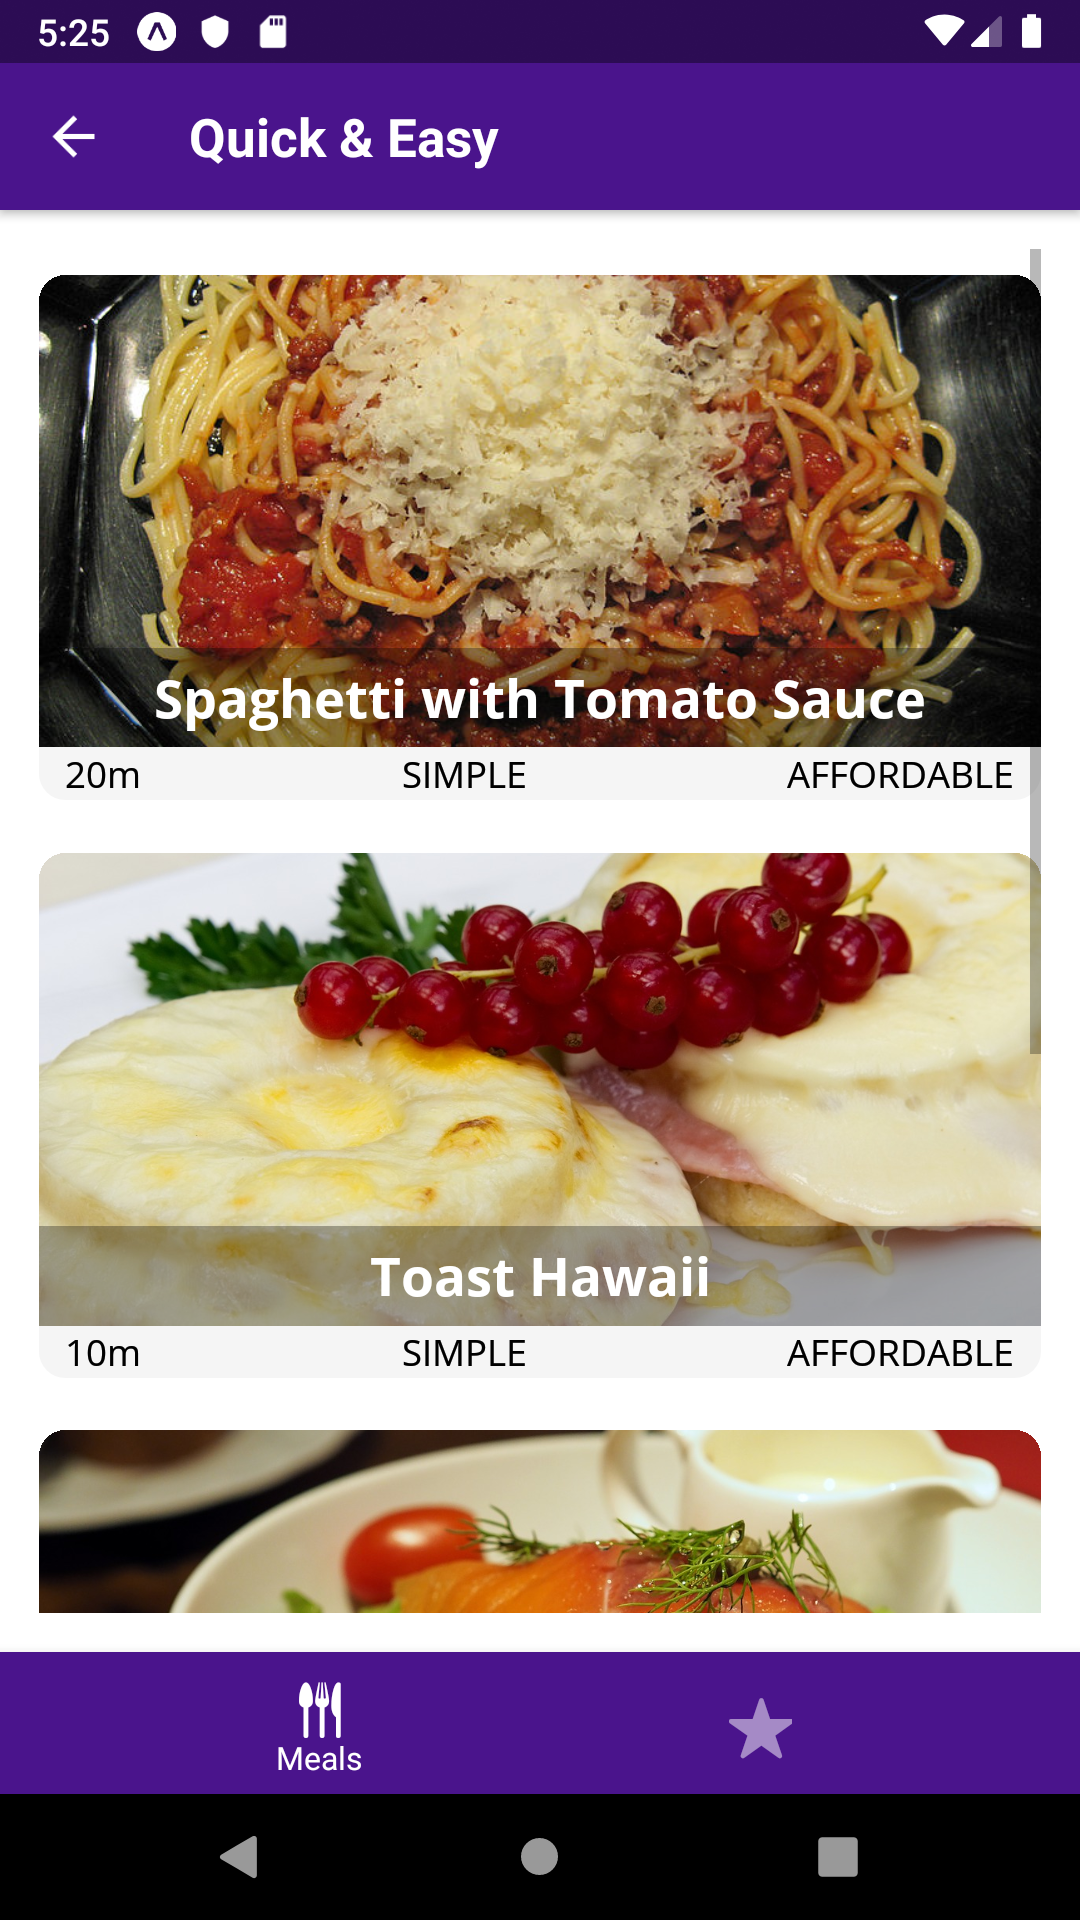 5:25
Quick & Easy
Spaghetti with Tomato Sauce
20m SIMPLE AFFORDABLE
Toast Hawaii
10m SIMPLE AFFORDABLE
Meals